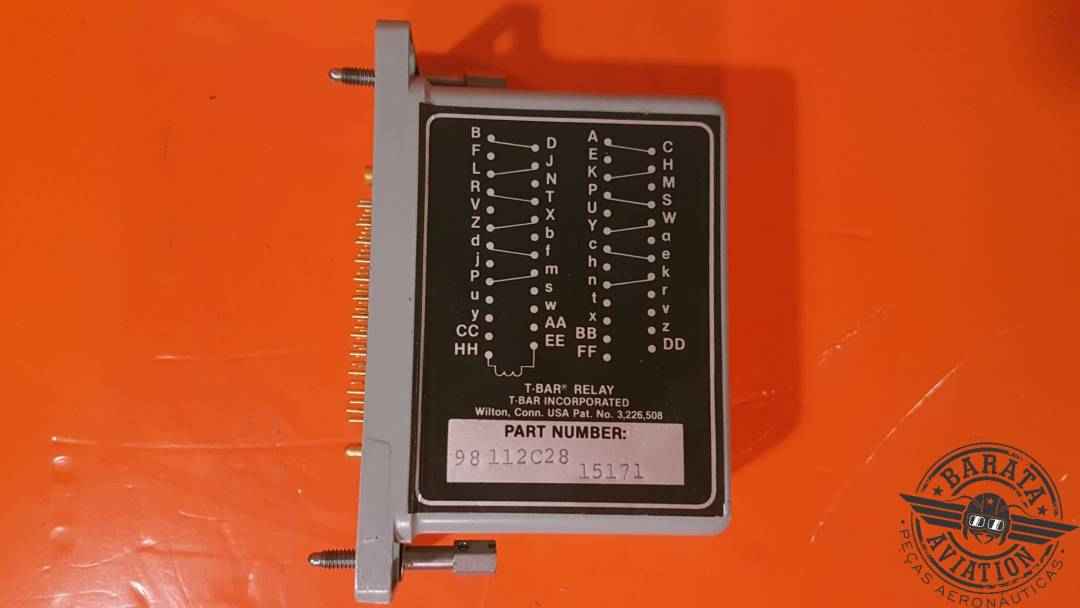 B
F
L
R
V
Z
d
j
P
u
y
CC
HH
D
J
N
T
X
b
f
m
s
w
AA
EE
A
E
K
P
U
Y
c
h
n
t
x
BB
FF
C
H
M
S
W
a
e
k
r
v
z
DD
T-BAR® RELAY
T-BAR INCORPORATED
Wilton, Conn. USA Pat. No. 3,226,508
PART NUMBER:
98 112C28
15171
BARATA
AVIATION
PEÇAS AERONÁUTICAS